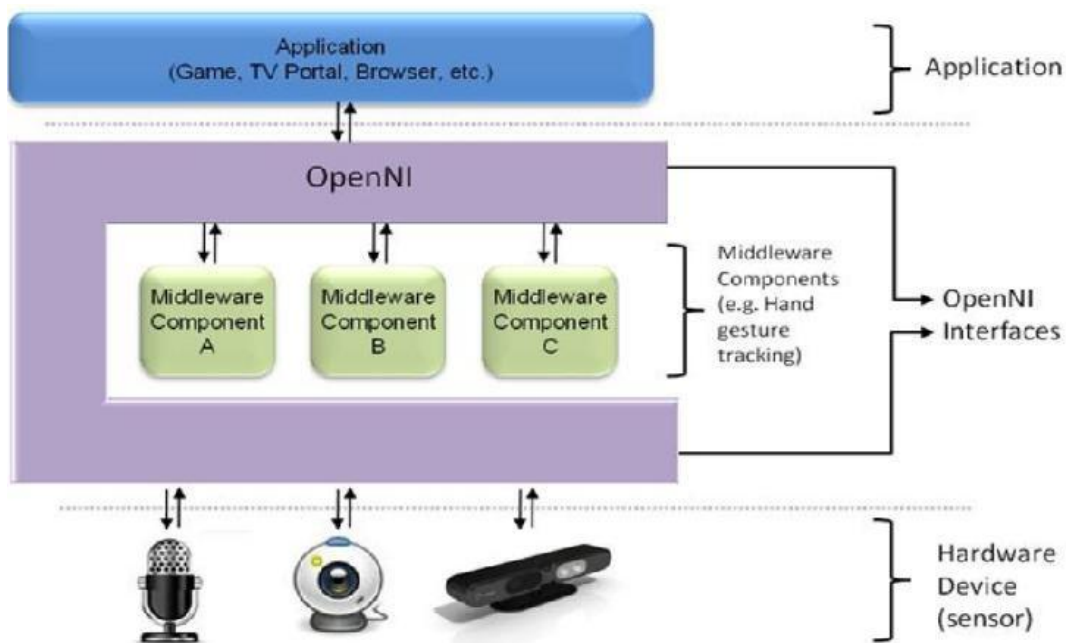 Application
(Game, TV Portal, Browser, etc.)
Application
OpenNI
Middleware
Component
A
Middleware
Component
B
Middleware
Component
C
Middleware
Components
(e.g. Hand
gesture
tracking)
OpenNI
Interfaces
Hardware
Device
(sensor)